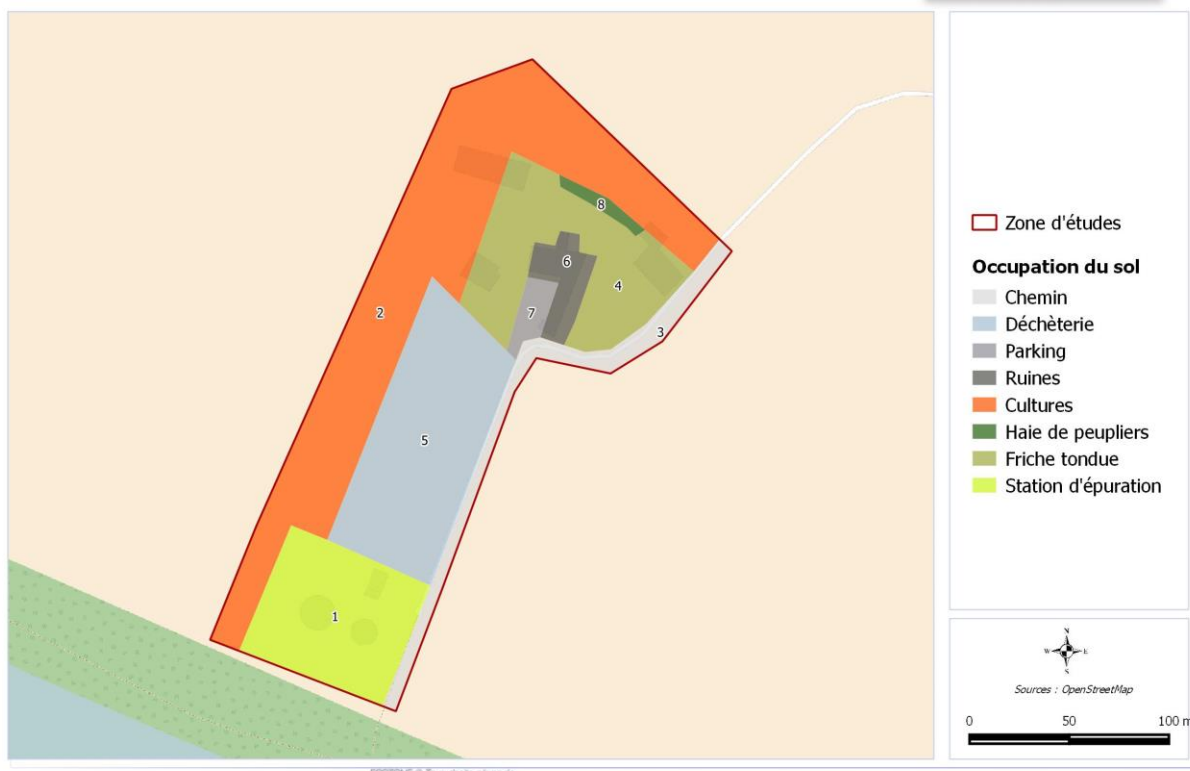 8
6
4
2
7
3
5
1
Zone d'études
Occupation du sol
Chemin
Déchèterie
Parking
Ruines
Cultures
Haie de peupliers
Friche tondue
Station d'épuration
N
W E
S
Sources : OpenStreetMap
0 50 100 m